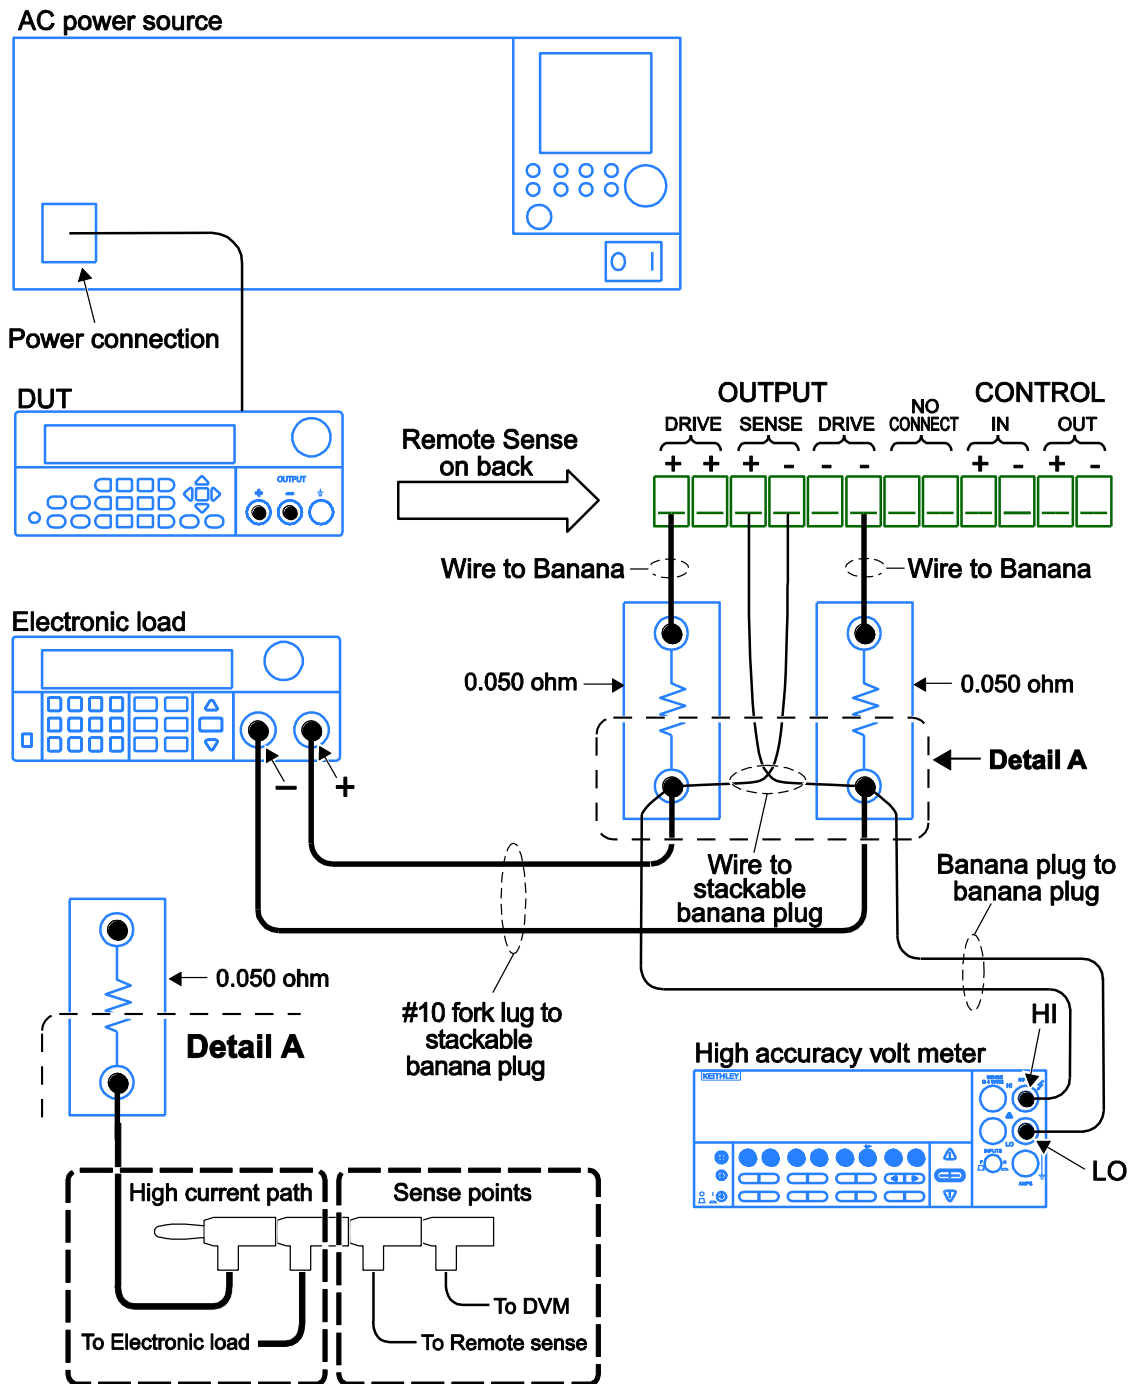 AC power source
Power connection
DUT
OUTPUT
+ -
Remote Sense
on back
OUTPUT
CONTROL
DRIVE SENSE DRIVE NO CONNECT IN OUT
+ + + - - - + - + -
Wire to Banana
Wire to Banana
Electronic load
0.050 ohm
0.050 ohm
Detail A
- +
Wire to
stackable
banana plug
Banana plug to
banana plug
0.050 ohm
Detail A
#10 fork lug to
stackable
banana plug
HI
High accuracy volt meter
KEITHLEY
HI
LO
INPUTS
AMPS
LO
High current path
Sense points
To DVM
To Electronic load
To Remote sense